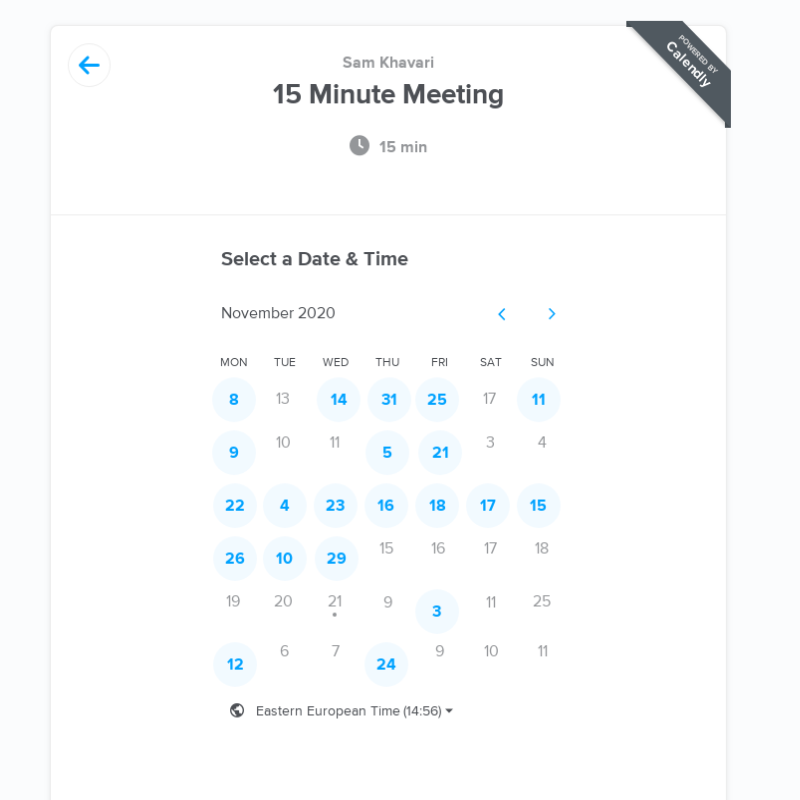 POWERED BY
Calendly
Sam Khavari
15 Minute Meeting
15 min
Select a Date & Time
November 2020
MON TUE WED THU FRI SAT SUN
8 13 14 31 25 17 11
9 10 11 5 21 3 4
22 4 23 16 18 17 15
26 10 29 15 16 17 18
19 20 21 9 3 11 25
12 6 7 24 9 10 11
Eastern European Time (14:56)